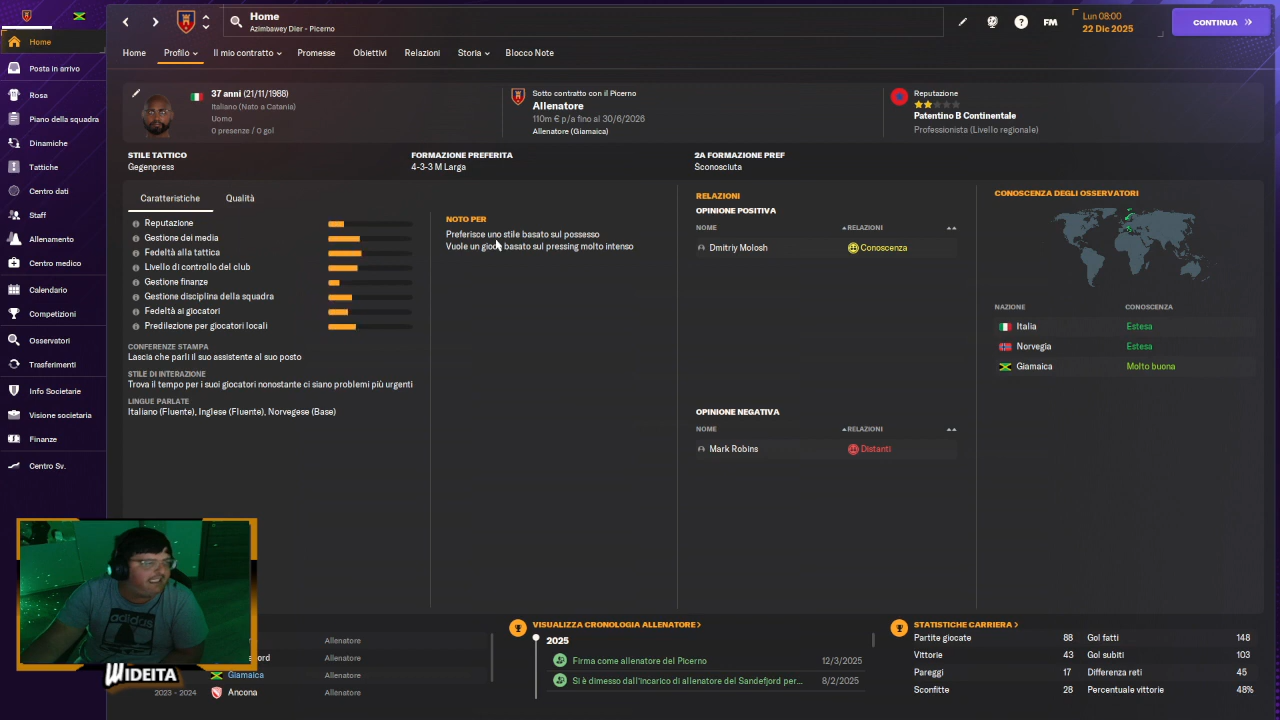 Home
Azimbawey Dier - Picerno
FM
Lun 08:00
22 Dic 2025
CONTINUA
Home
Posta in arrivo
Rosa
Piano della squadra
Dinamiche
Tattiche
Centro dati
Staff
Allenamento
Centro medico
Calendario
Competizioni
Osservatori
Trasferimenti
Info Societarie
Visione societaria
Finanze
Centro Sv.
Home
Profilo
Il mio contratto
Promesse
Obiettivi
Relazioni
Storia
Blocco Note
37 anni (21/11/1988)
Italiano (Nato a Catania)
Uomo
0 presenze / 0 gol
Sotto contratto con il Picerno
Allenatore
110m € p/a fino al 30/6/2026
Allenatore (Giamaica)
Reputazione
Patentino B Continentale
Professionista (Livello regionale)
STILE TATTICO
Gegenpress
FORMAZIONE PREFERITA
4-3-3 M Larga
2A FORMAZIONE PREF
Sconosciuta
Caratteristiche
Qualità
Reputazione
Gestione dei media
Fedeltà alla tattica
Livello di controllo del club
Gestione finanze
Gestione disciplina della squadra
Fedeltà ai giocatori
Predilezione per giocatori locali
CONFERENZE STAMPA
Lascia che parli il suo assistente al suo posto
STILE DI INTERAZIONE
Trova il tempo per i suoi giocatori nonostante ci siano problemi più urgenti
LINGUE PARLATE
Italiano (Fluente), Inglese (Fluente), Norvegese (Base)
NOTO PER
Preferisce uno stile basato sul possesso
Vuole un gioco basato sul pressing molto intenso
RELAZIONI
OPINIONE POSITIVA
NOME RELAZIONI
Dmitriy Molosh Conoscenza
OPINIONE NEGATIVA
NOME RELAZIONI
Mark Robins Distanti
CONOSCENZA DEGLI OSSERVATORI
NAZIONE CONOSCENZA
Italia Estesa
Norvegia Estesa
Giamaica Molto buona
adidas
WIDEITA
Allenatore
Allenatore
Giamaica Allenatore
2023 - 2024 Ancona Allenatore
VISUALIZZA CRONOLOGIA ALLENATORE >
2025
Firma come allenatore del Picerno 12/3/2025
Si è dimesso dall'incarico di allenatore del Sandefjord per... 8/2/2025
STATISTICHE CARRIERA >
Partite giocate 88 Gol fatti 148
Vittorie 43 Gol subiti 103
Pareggi 17 Differenza reti 45
Sconfitte 28 Percentuale vittorie 48%